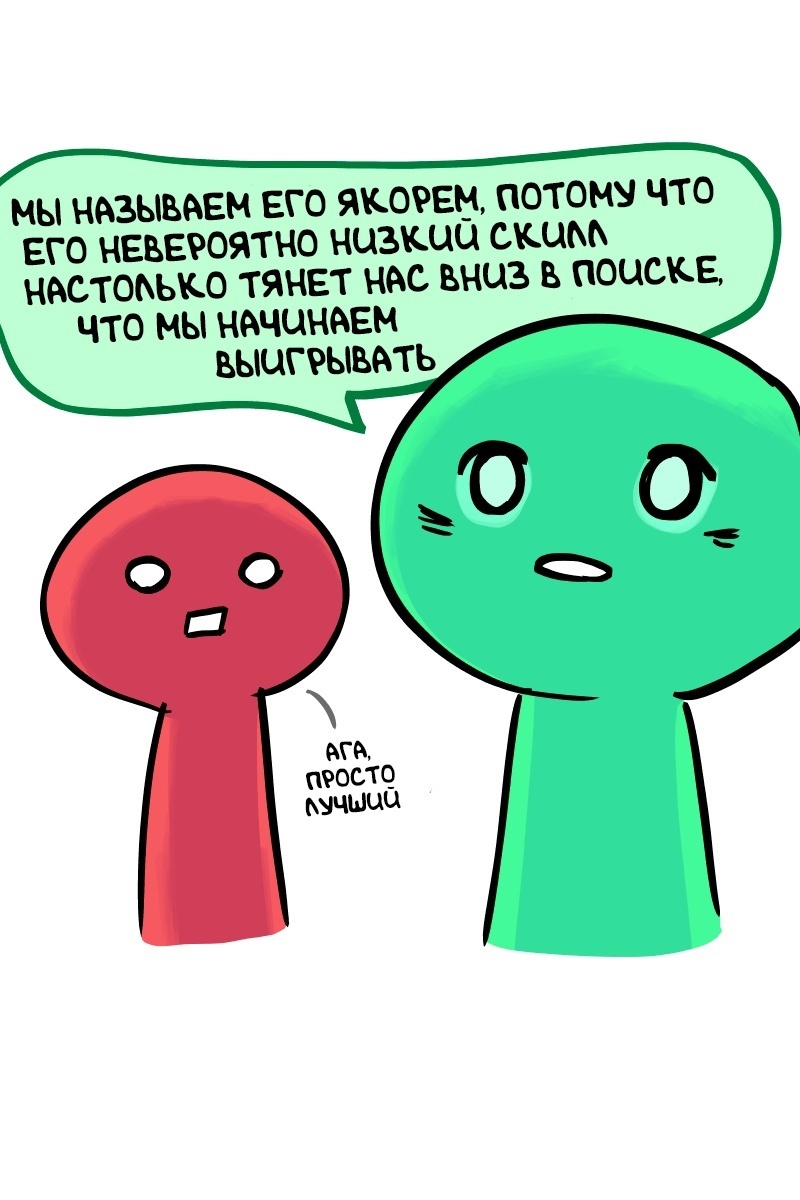 МЫ НАЗЫВАЕМ ЕГО ЯКОРЕМ, ПОТОМУ ЧТО
ЕГО НЕВЕРОЯТНО НИЗКИЙ СКИЛЛ
НАСТОЛЬКО ТЯНЕТ НАС ВНИЗ В ПОИСКЕ,
ЧТО МЫ НАЧИНАЕМ
ВЫИГРЫВАТЬ
АГА,
ПРОСТО
ЛУЧШИЙ